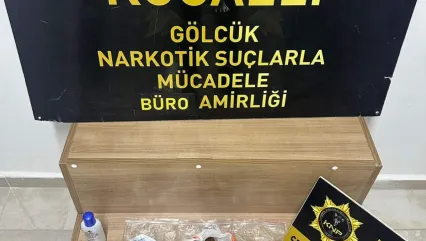 GÖLCÜK
NARKOTİK SUÇLARLA
MÜCADELE
BÜRO AMİRLİĞİ